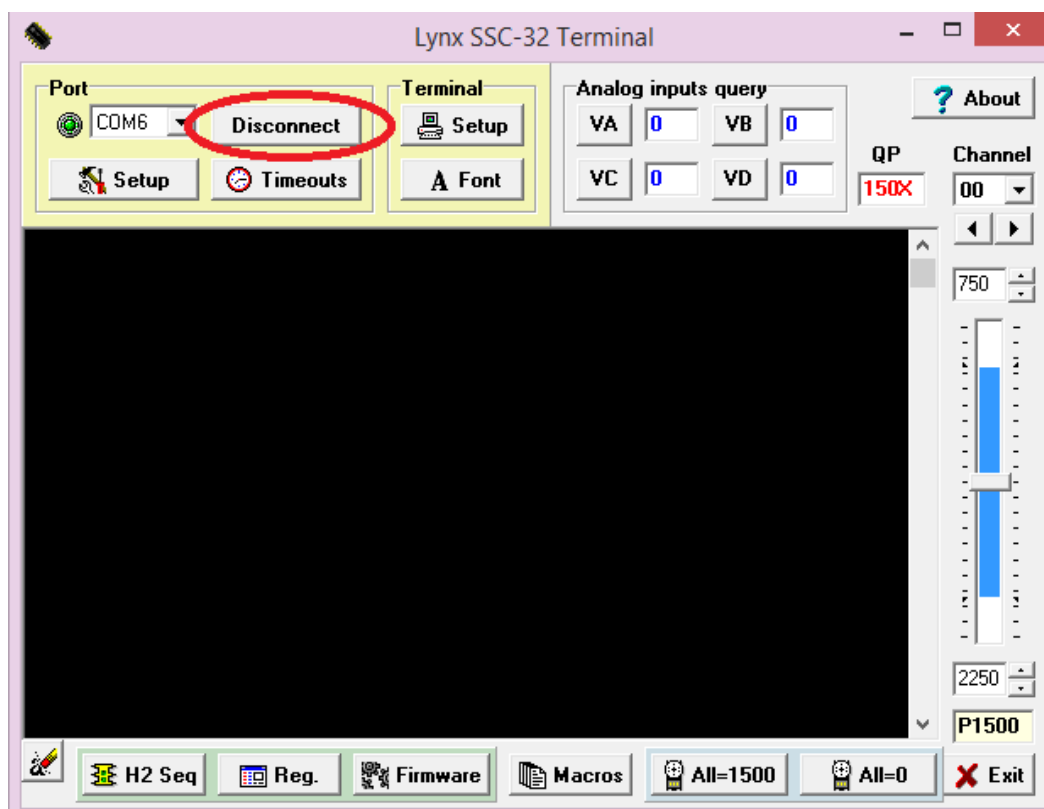 Lynx SSC-32 Terminal
Port
Terminal
Analog inputs query
About
COM6
Disconnect
Setup
VA
0
VB
0
QP
Channel
Setup
Timeouts
A Font
VC
0
VD
0
150X
00
750
2250
P1500
H2 Seq
Reg.
Firmware
Macros
All=1500
All=0
Exit